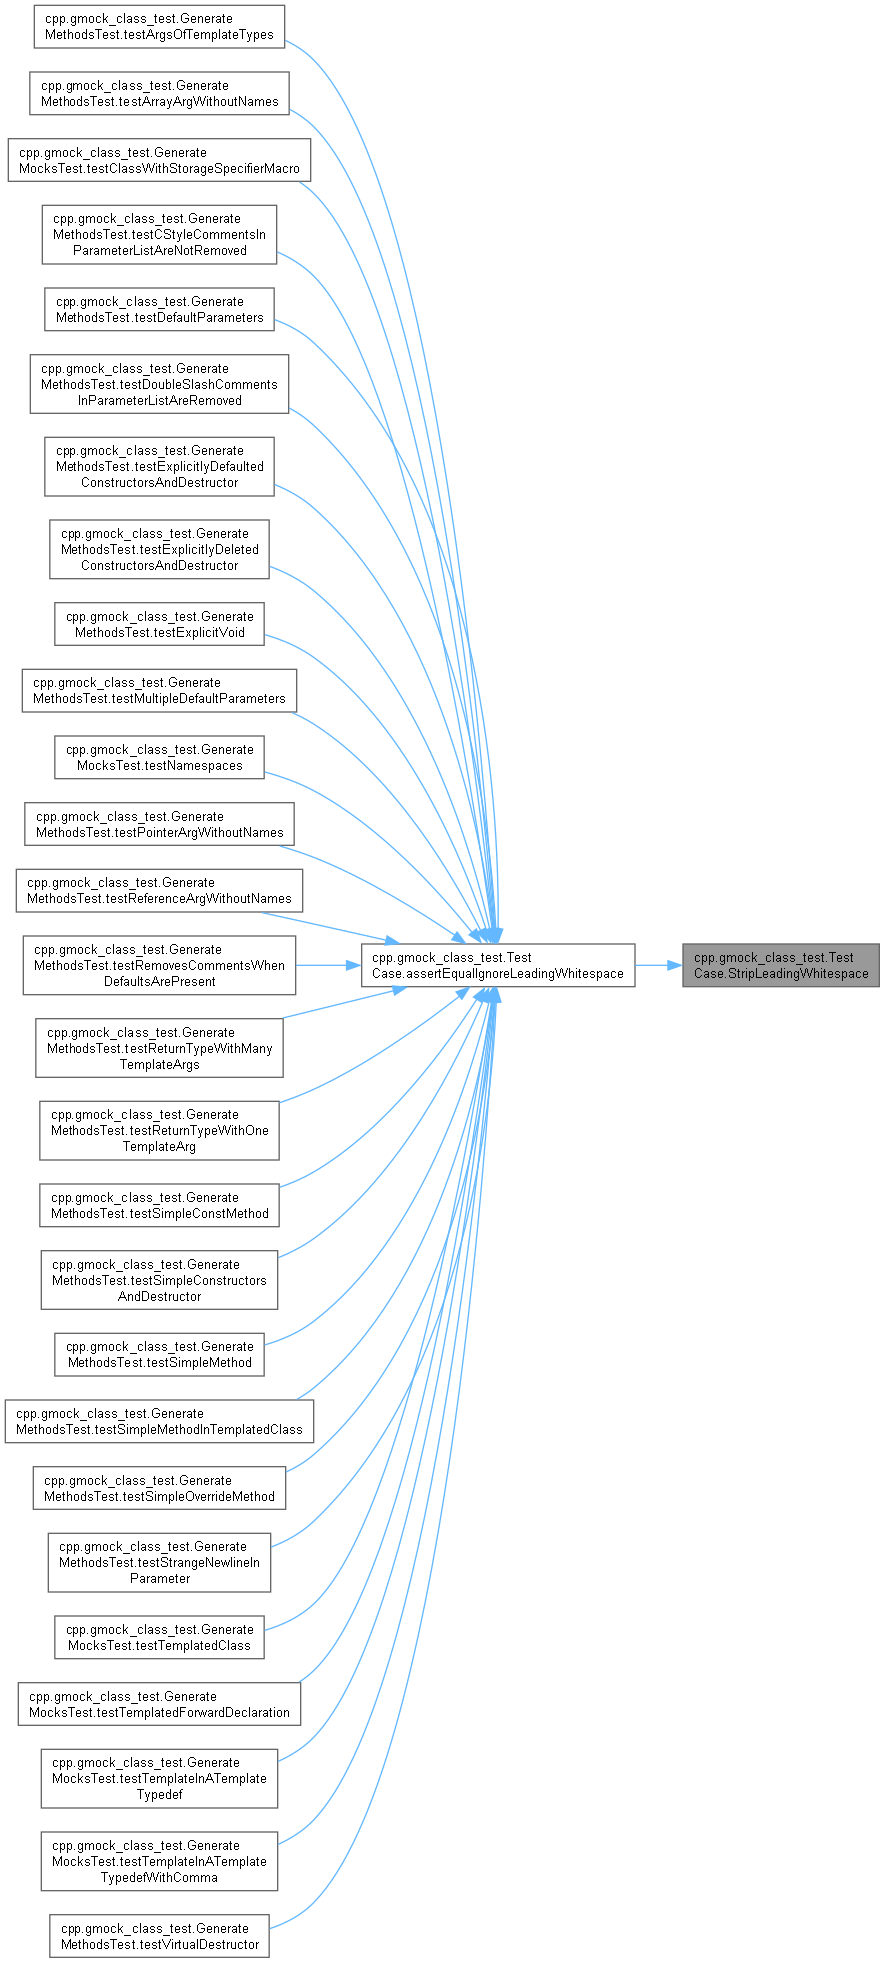 cpp.gmock_class_test.Generate
MethodsTest.testArgsOfTemplateTypes
cpp.gmock_class_test.Generate
MethodsTest.testArrayArgWithoutNames
cpp.gmock_class_test.Generate
MocksTest.testClassWithStorageSpecifierMacro
cpp.gmock_class_test.Generate
MethodsTest.testCStyleCommentsIn
ParameterListAreNotRemoved
cpp.gmock_class_test.Generate
MethodsTest.testDefaultParameters
cpp.gmock_class_test.Generate
MethodsTest.testDoubleSlashComments
InParameterListAreRemoved
cpp.gmock_class_test.Generate
MethodsTest.testExplicitlyDefaulted
ConstructorsAndDestructor
cpp.gmock_class_test.Generate
MethodsTest.testExplicitlyDeleted
ConstructorsAndDestructor
cpp.gmock_class_test.Generate
MethodsTest.testExplicitVoid
cpp.gmock_class_test.Generate
MethodsTest.testMultipleDefaultParameters
cpp.gmock_class_test.Generate
MocksTest.testNamespaces
cpp.gmock_class_test.Generate
MethodsTest.testPointerArgWithoutNames
cpp.gmock_class_test.Generate
MethodsTest.testReferenceArgWithoutNames
cpp.gmock_class_test.Generate
MethodsTest.testRemovesCommentsWhen
DefaultsArePresent
cpp.gmock_class_test.Test
Case.assertEqualIgnoreLeadingWhitespace
cpp.gmock_class_test.Test
Case.StripLeadingWhitespace
cpp.gmock_class_test.Generate
MethodsTest.testReturnTypeWithMany
TemplateArgs
cpp.gmock_class_test.Generate
MethodsTest.testReturnTypeWithOne
TemplateArg
cpp.gmock_class_test.Generate
MethodsTest.testSimpleConstMethod
cpp.gmock_class_test.Generate
MethodsTest.testSimpleConstructors
AndDestructor
cpp.gmock_class_test.Generate
MethodsTest.testSimpleMethod
cpp.gmock_class_test.Generate
MethodsTest.testSimpleMethodInTemplatedClass
cpp.gmock_class_test.Generate
MethodsTest.testSimpleOverrideMethod
cpp.gmock_class_test.Generate
MethodsTest.testStrangeNewlineIn
Parameter
cpp.gmock_class_test.Generate
MocksTest.testTemplatedClass
cpp.gmock_class_test.Generate
MocksTest.testTemplatedForwardDeclaration
cpp.gmock_class_test.Generate
MocksTest.testTemplateInATemplate
Typedef
cpp.gmock_class_test.Generate
MocksTest.testTemplateInATemplate
TypedefWithComma
cpp.gmock_class_test.Generate
MethodsTest.testVirtualDestructor